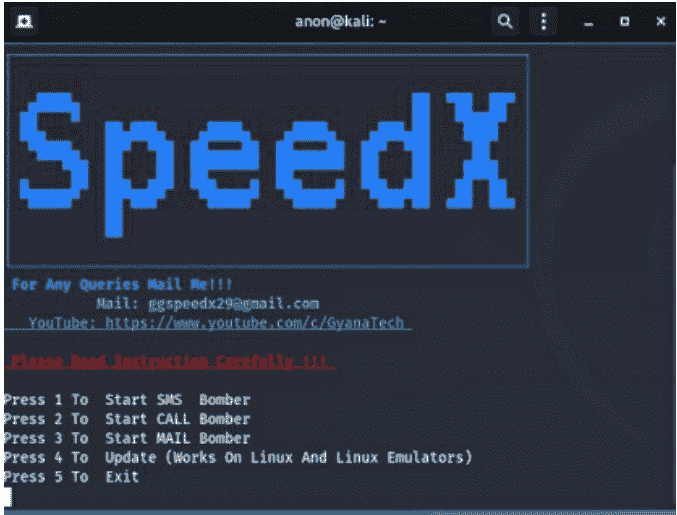 anon@kali: ~
SpeedX
For Any Queries Mail Me!!!
Mail: ggspeedx29@gmail.com
YouTube: https://www.youtube.com/c/GyanaTech
Please Read Instruction Carefully !!!
Press 1 To Start SMS Bomber
Press 2 To Start CALL Bomber
Press 3 To Start MAIL Bomber
Press 4 To Update (Works On Linux And Linux Emulators)
Press 5 To Exit